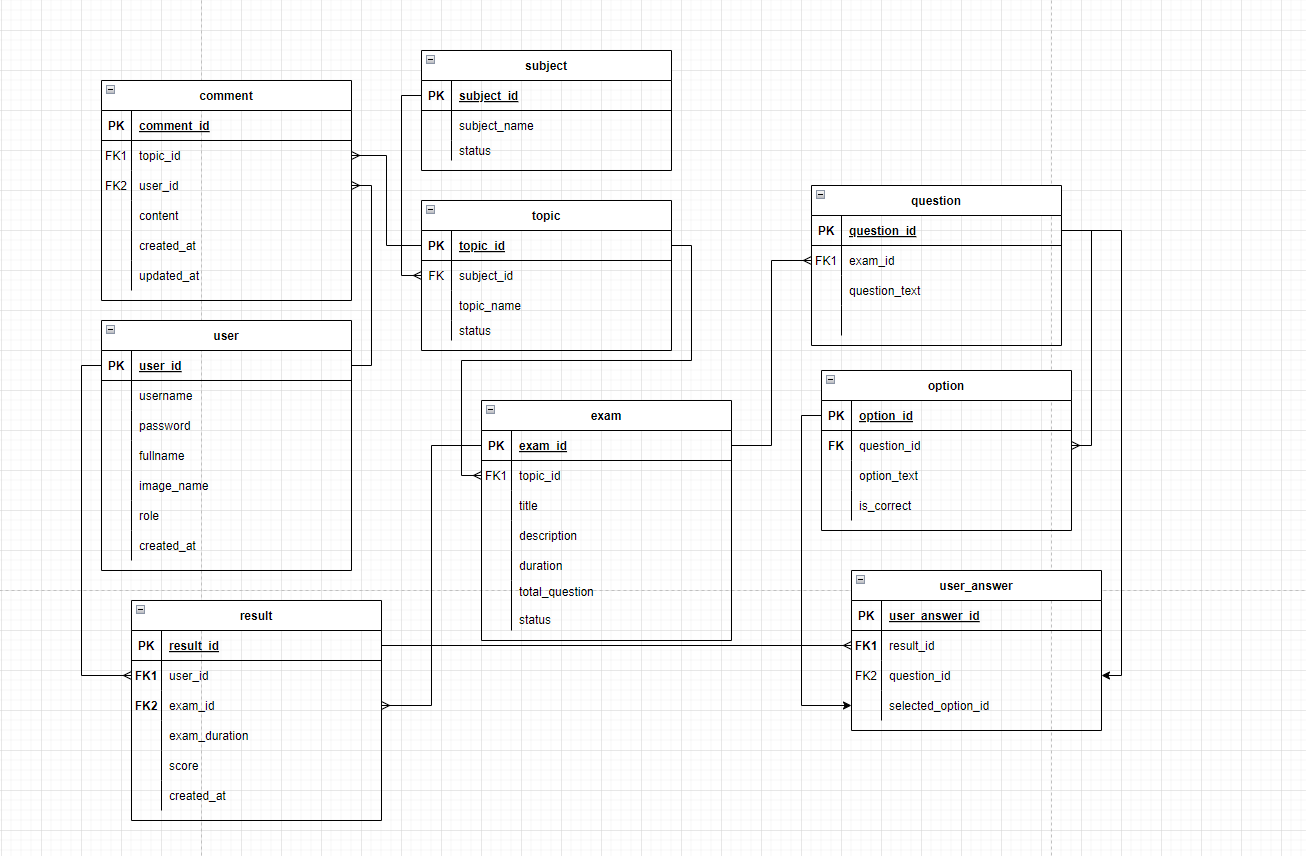 subject
PK subject_id
subject_name
status
comment
PK comment_id
FK1 topic_id
FK2 user_id
content
created_at
updated_at
topic
PK topic_id
FK subject_id
topic_name
status
question
PK question_id
FK1 exam_id
question_text
user
PK user_id
username
password
fullname
image_name
role
created_at
exam
PK exam_id
FK1 topic_id
title
description
duration
total_question
status
option
PK option_id
FK question_id
option_text
is_correct
result
PK result_id
FK1 user_id
FK2 exam_id
exam_duration
score
created_at
user_answer
PK user_answer_id
FK1 result_id
FK2 question_id
selected_option_id